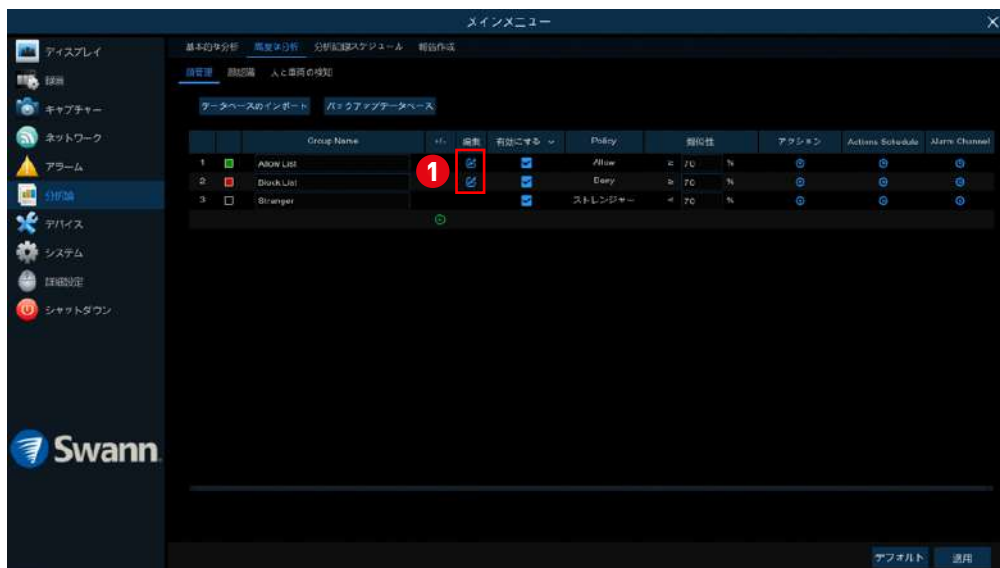 メインメニュー X
ディスプレイ
録画
キャプチャー
ネットワーク
アラーム
分析論
デバイス
システム
詳細設定
シャットダウン
Swann
基本的な分析 高度な分析 分析記録スケジュール 報告作成
顔管理 顔認識 人と車両の検知
データベースのインポート バックアップデータベース
Group Name +/- 編集 有効にする Policy 類似性 アクション Actions Schedule Alarm Channel
1 Allow List Allow ≥ 70 %
2 Block List Deny ≥ 70 %
3 Stranger ストレンジャー < 70 %
1
デフォルト 適用